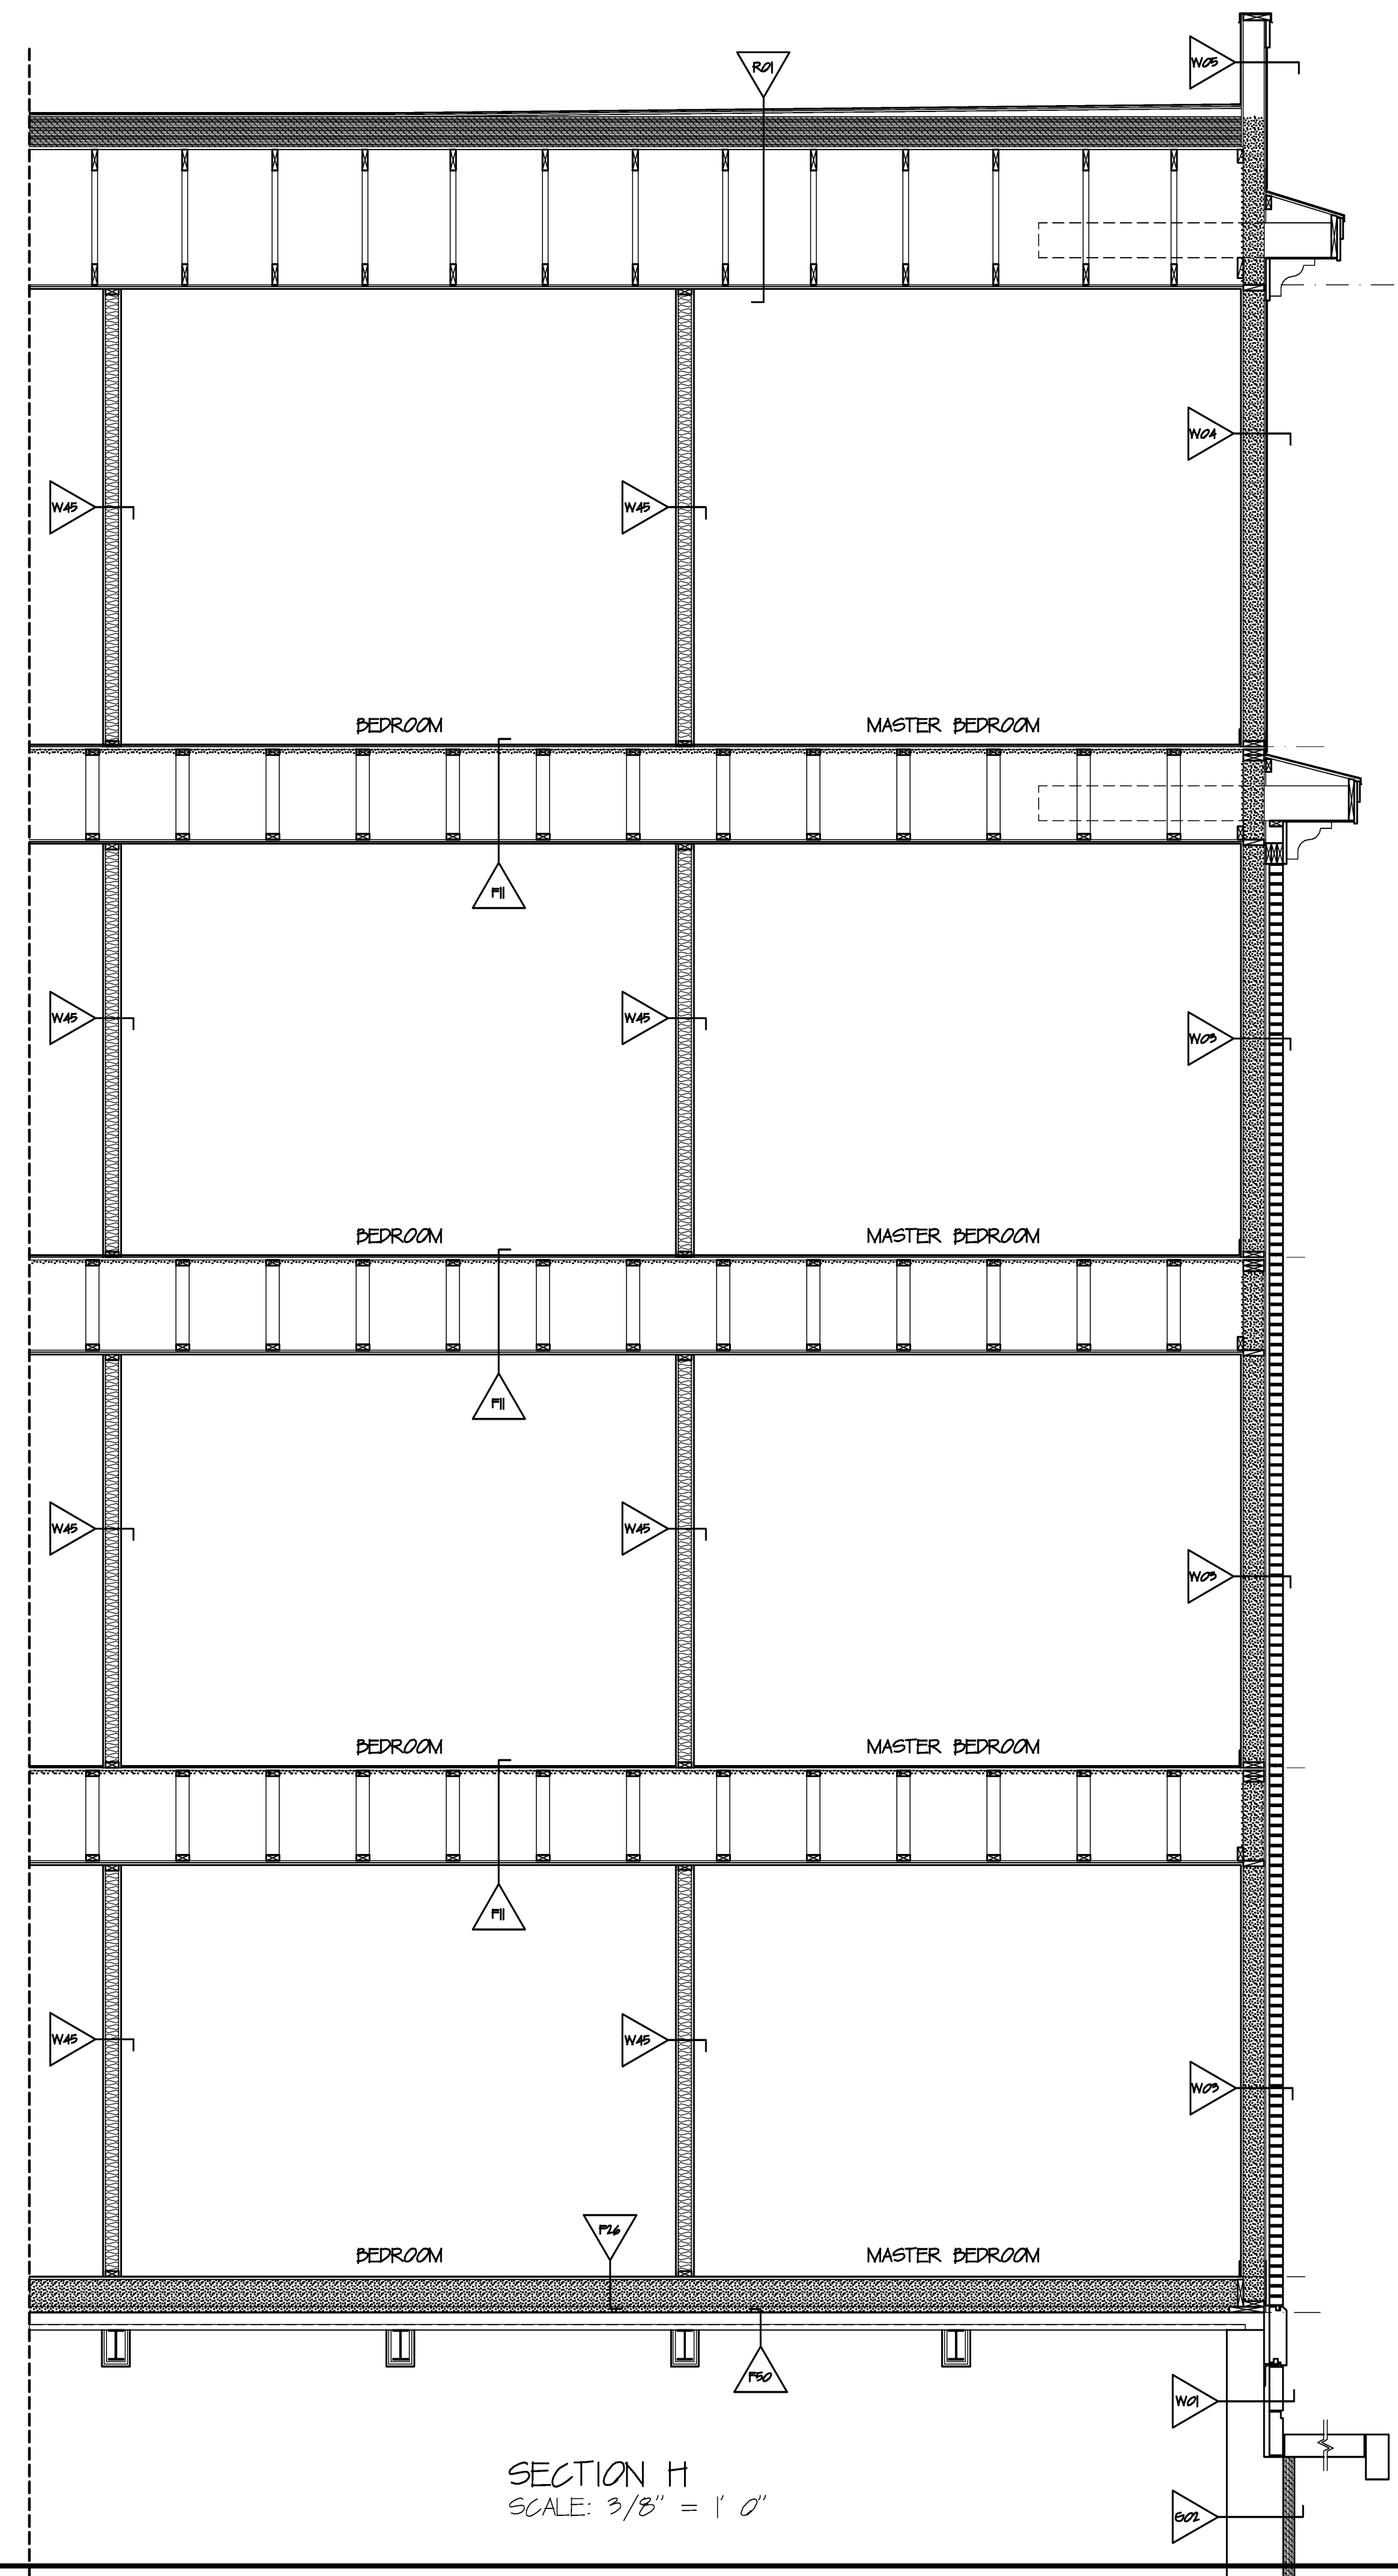 R01
W05
W04
W45
W45
BEDROOM
MASTER BEDROOM
F11
W45
W45
W03
BEDROOM
MASTER BEDROOM
F11
W45
W45
W03
BEDROOM
MASTER BEDROOM
F11
W45
W45
W03
F26
BEDROOM
MASTER BEDROOM
F50
W01
SECTION H
SCALE: 3/8" = 1' 0"
G02